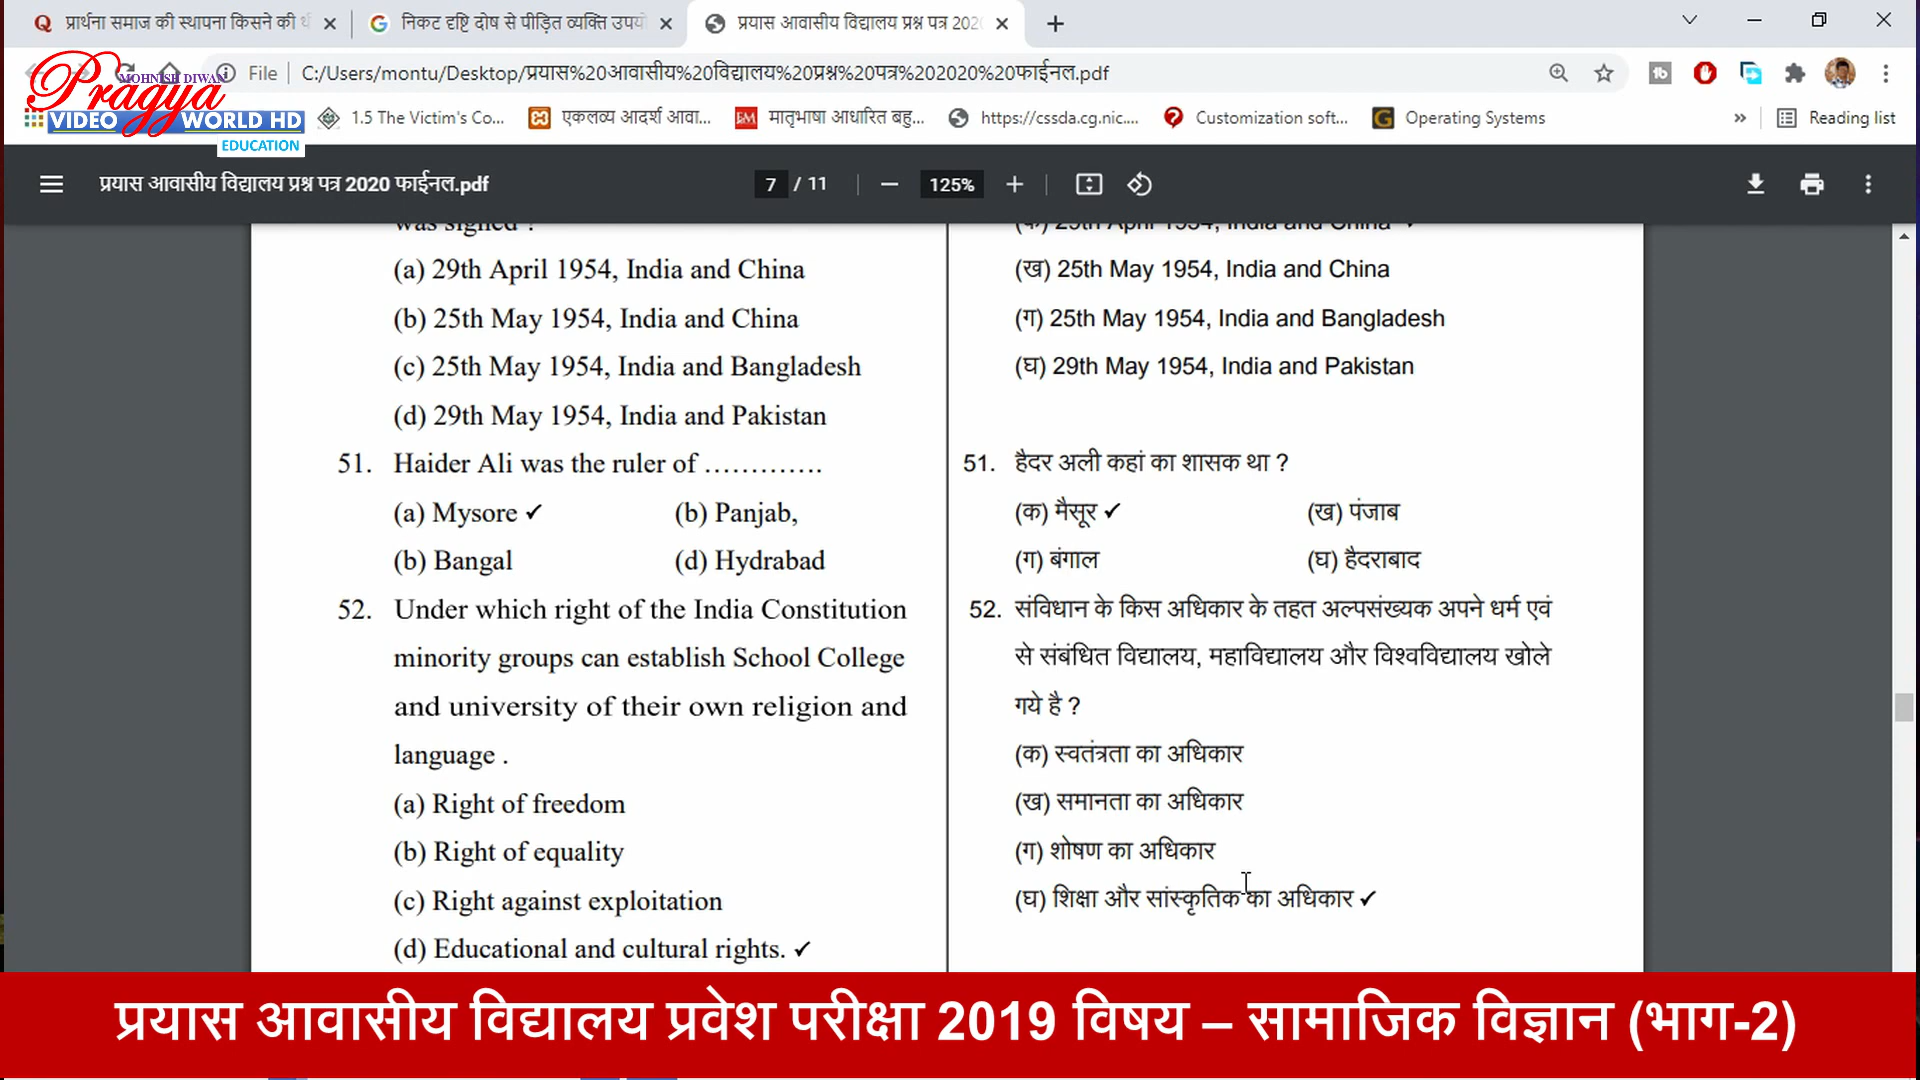 प्रार्थना समाज की स्थापना किसने की थी
निकट दृष्टि दोष से पीड़ित व्यक्ति उपयो
प्रयास आवासीय विद्यालय प्रश्न पत्र 202
File C:/Users/montu/Desktop/प्रयास%20आवासीय%20विद्यालय%20प्रश्न%20पत्र%202020%20फाईनल.pdf
MOHNISH DIWAN
Pragya
VIDEO WORLD HD
EDUCATION
1.5 The Victim's Co...
एकलव्य आदर्श आवा...
मातृभाषा आधारित बहु...
https://cssda.cg.nic....
Customization soft...
Operating Systems
» Reading list
प्रयास आवासीय विद्यालय प्रश्न पत्र 2020 फाईनल.pdf
7 / 11
125%
was signed ?
(a) 29th April 1954, India and China
(b) 25th May 1954, India and China
(c) 25th May 1954, India and Bangladesh
(d) 29th May 1954, India and Pakistan
51. Haider Ali was the ruler of ………….
(a) Mysore ✓ (b) Panjab,
(b) Bangal (d) Hydrabad
52. Under which right of the India Constitution
minority groups can establish School College
and university of their own religion and
language .
(a) Right of freedom
(b) Right of equality
(c) Right against exploitation
(d) Educational and cultural rights. ✓
(क) 29th April 1954, India and China ✓
(ख) 25th May 1954, India and China
(ग) 25th May 1954, India and Bangladesh
(घ) 29th May 1954, India and Pakistan
51. हैदर अली कहां का शासक था ?
(क) मैसूर ✓ (ख) पंजाब
(ग) बंगाल (घ) हैदराबाद
52. संविधान के किस अधिकार के तहत अल्पसंख्यक अपने धर्म एवं
से संबंधित विद्यालय, महाविद्यालय और विश्वविद्यालय खोले
गये है ?
(क) स्वतंत्रता का अधिकार
(ख) समानता का अधिकार
(ग) शोषण का अधिकार
(घ) शिक्षा और सांस्कृतिक का अधिकार ✓
प्रयास आवासीय विद्यालय प्रवेश परीक्षा 2019 विषय – सामाजिक विज्ञान (भाग-2)